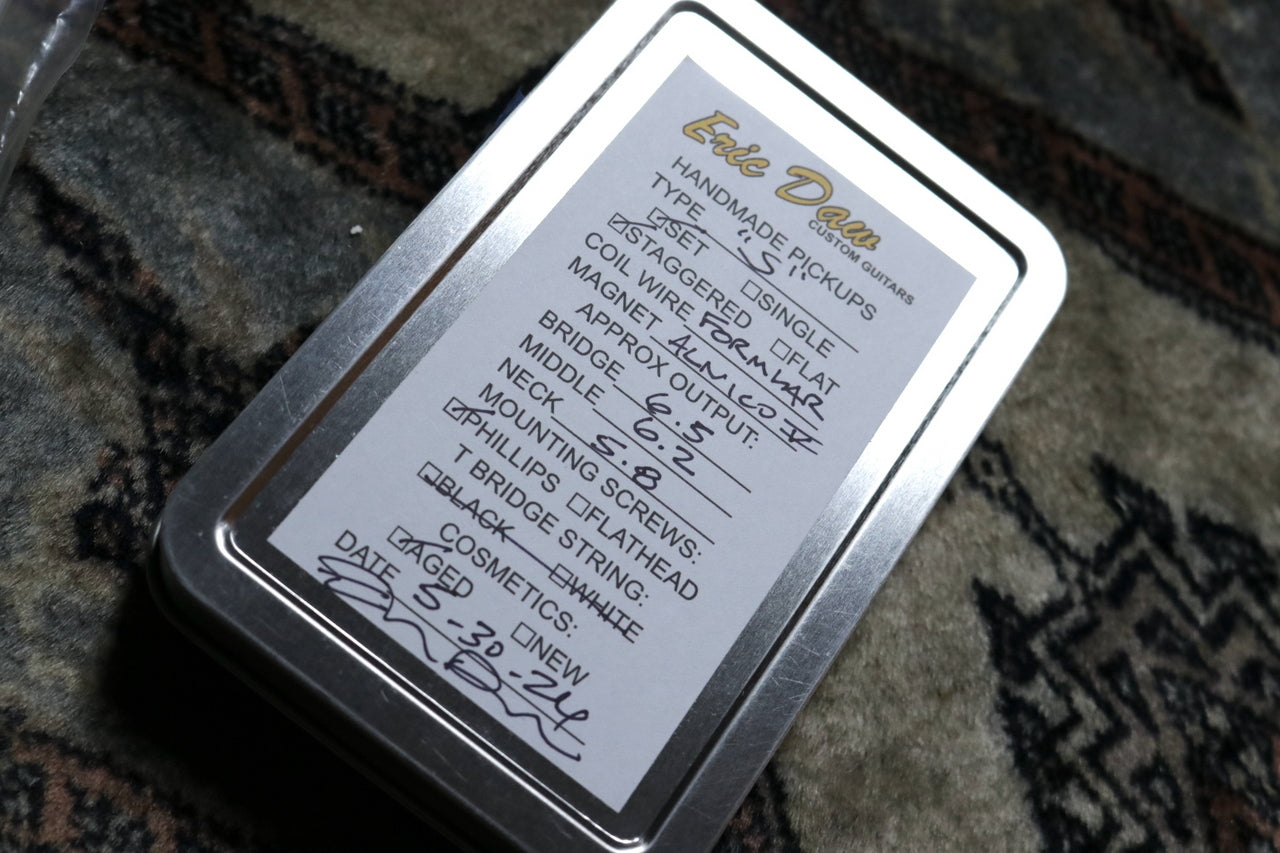 Eric Daw
CUSTOM GUITARS
HANDMADE PICKUPS
TYPE "S"
☑SET ☐SINGLE
☑STAGGERED ☐FLAT
COIL WIRE FORMVAR
MAGNET ALNICO V
APPROX OUTPUT:
BRIDGE 6.5
MIDDLE 6.2
NECK 5.8
MOUNTING SCREWS:
☑PHILLIPS ☐FLATHEAD
T BRIDGE STRING:
☐BLACK ☐WHITE
COSMETICS:
☑AGED ☐NEW
DATE 5-30-24